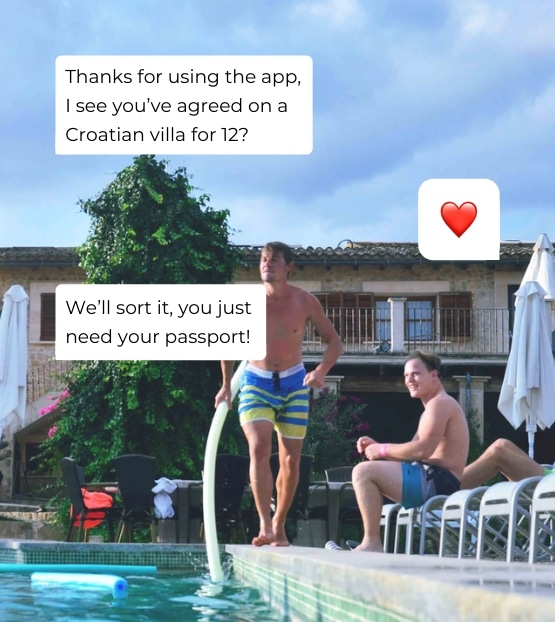 Thanks for using the app,
I see you’ve agreed on a
Croatian villa for 12?
❤️
We’ll sort it, you just
need your passport!